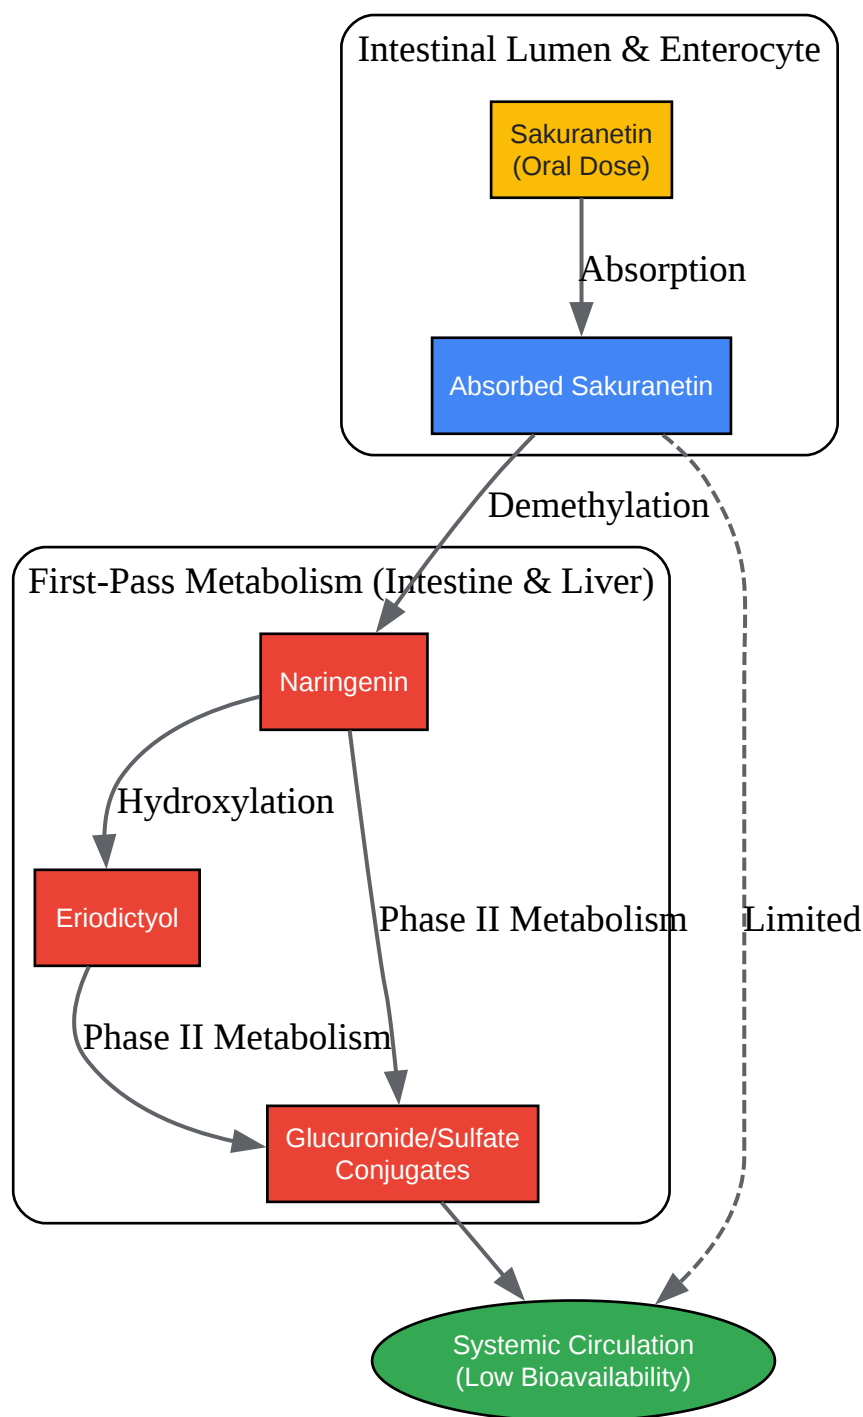 Intestinal Lumen & Enterocyte
Sakuranetin
(Oral Dose)
Absorption
Absorbed Sakuranetin
Demethylation
First-Pass Metabolism (Intestine & Liver)
Naringenin
Hydroxylation
Eriodictyol
Phase II Metabolism
Limited
Phase II Metabolism
Glucuronide/Sulfate
Conjugates
Systemic Circulation
(Low Bioavailability)